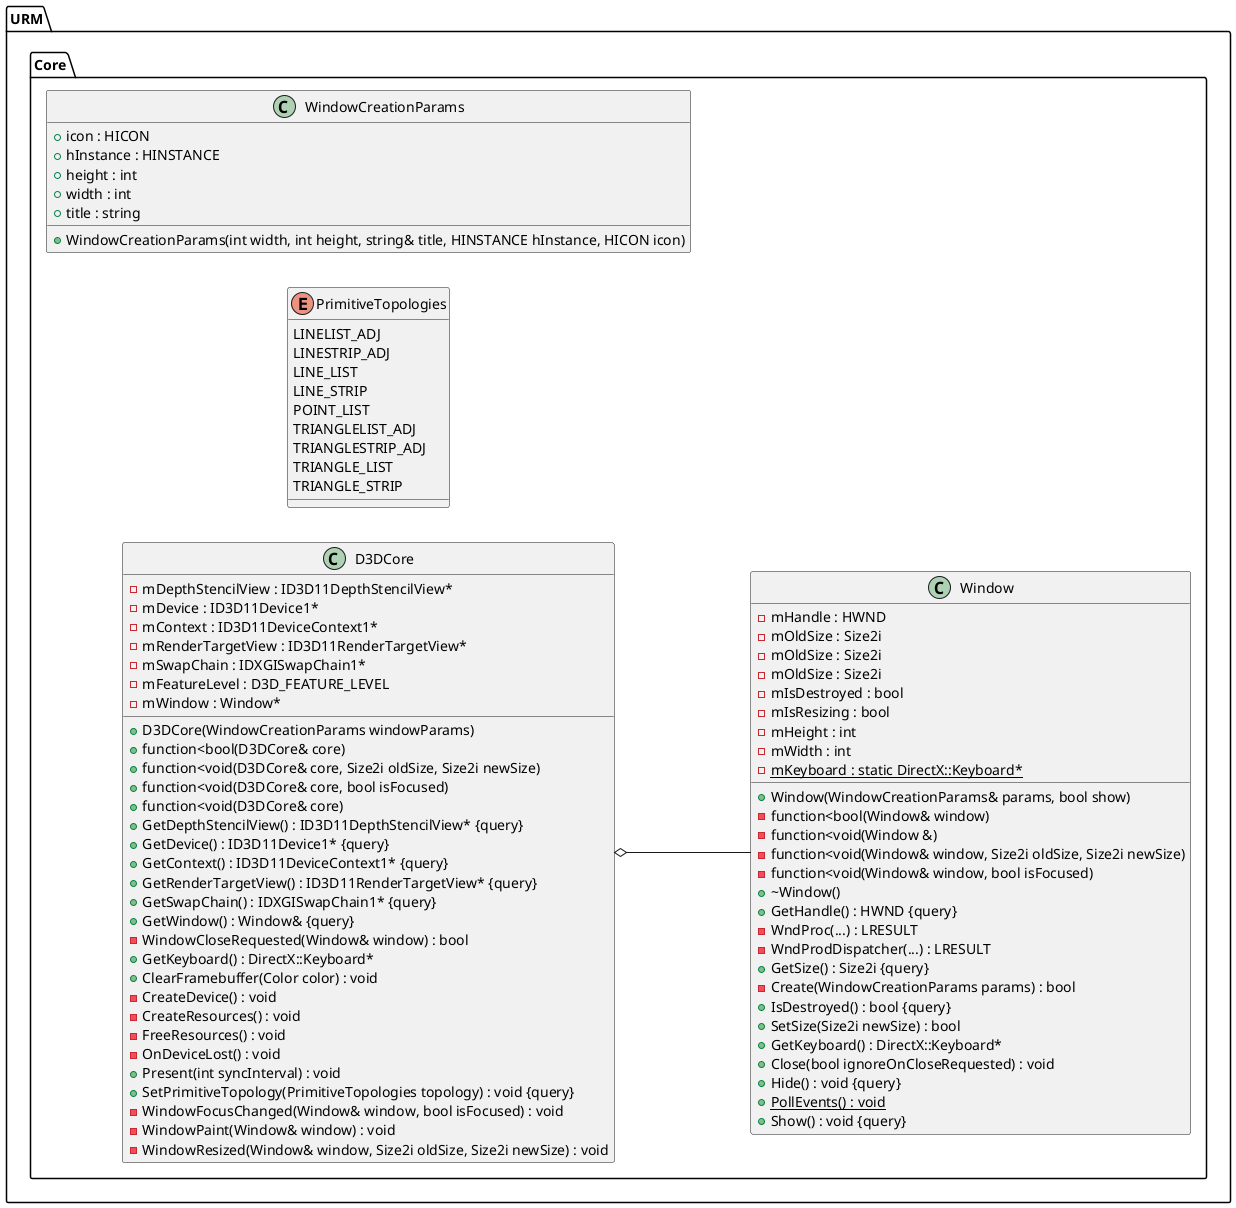 URM
Core
C WindowCreationParams
icon : HICON
hInstance : HINSTANCE
height : int
width : int
title : string
WindowCreationParams(int width, int height, string& title, HINSTANCE hInstance, HICON icon)
E PrimitiveTopologies
LINELIST_ADJ
LINESTRIP_ADJ
LINE_LIST
LINE_STRIP
POINT_LIST
TRIANGLELIST_ADJ
TRIANGLESTRIP_ADJ
TRIANGLE_LIST
TRIANGLE_STRIP
C D3DCore
mDepthStencilView : ID3D11DepthStencilView*
mDevice : ID3D11Device1*
mContext : ID3D11DeviceContext1*
mRenderTargetView : ID3D11RenderTargetView*
mSwapChain : IDXGISwapChain1*
mFeatureLevel : D3D_FEATURE_LEVEL
mWindow : Window*
D3DCore(WindowCreationParams windowParams)
function<bool(D3DCore& core)
function<void(D3DCore& core, Size2i oldSize, Size2i newSize)
function<void(D3DCore& core, bool isFocused)
function<void(D3DCore& core)
GetDepthStencilView() : ID3D11DepthStencilView* {query}
GetDevice() : ID3D11Device1* {query}
GetContext() : ID3D11DeviceContext1* {query}
GetRenderTargetView() : ID3D11RenderTargetView* {query}
GetSwapChain() : IDXGISwapChain1* {query}
GetWindow() : Window& {query}
WindowCloseRequested(Window& window) : bool
GetKeyboard() : DirectX::Keyboard*
ClearFramebuffer(Color color) : void
CreateDevice() : void
CreateResources() : void
FreeResources() : void
OnDeviceLost() : void
Present(int syncInterval) : void
SetPrimitiveTopology(PrimitiveTopologies topology) : void {query}
WindowFocusChanged(Window& window, bool isFocused) : void
WindowPaint(Window& window) : void
WindowResized(Window& window, Size2i oldSize, Size2i newSize) : void
C Window
mHandle : HWND
mOldSize : Size2i
mOldSize : Size2i
mOldSize : Size2i
mIsDestroyed : bool
mIsResizing : bool
mHeight : int
mWidth : int
mKeyboard : static DirectX::Keyboard*
Window(WindowCreationParams& params, bool show)
function<bool(Window& window)
function<void(Window &)
function<void(Window& window, Size2i oldSize, Size2i newSize)
function<void(Window& window, bool isFocused)
~Window()
GetHandle() : HWND {query}
WndProc(...) : LRESULT
WndProdDispatcher(...) : LRESULT
GetSize() : Size2i {query}
Create(WindowCreationParams params) : bool
IsDestroyed() : bool {query}
SetSize(Size2i newSize) : bool
GetKeyboard() : DirectX::Keyboard*
Close(bool ignoreOnCloseRequested) : void
Hide() : void {query}
PollEvents() : void
Show() : void {query}